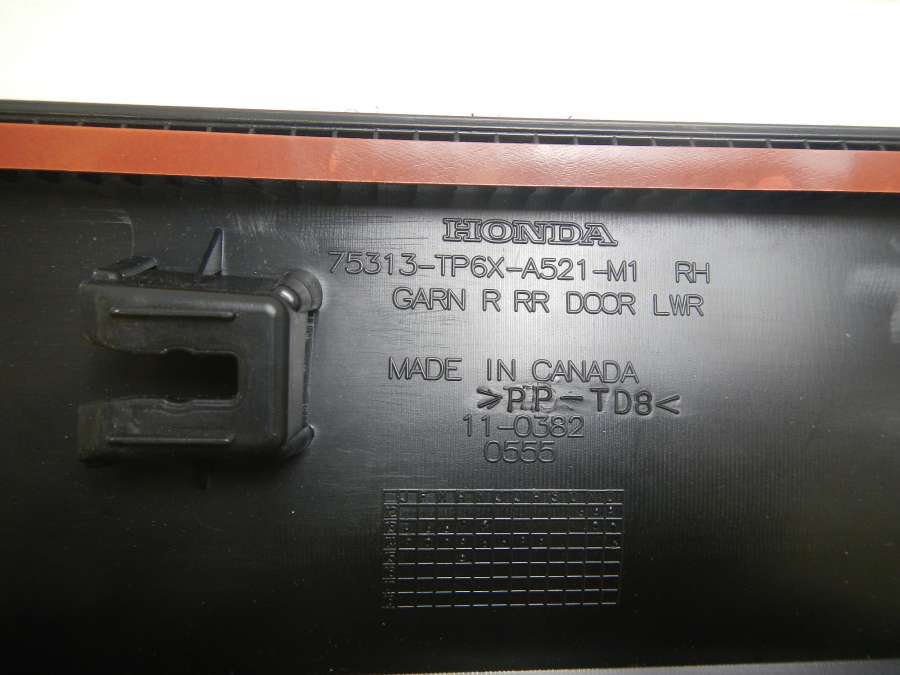 HONDA
75313-TP6X-A521-M1 RH
GARN R RR DOOR LWR
MADE IN CANADA
>PP-TD8<
11-0382
0555